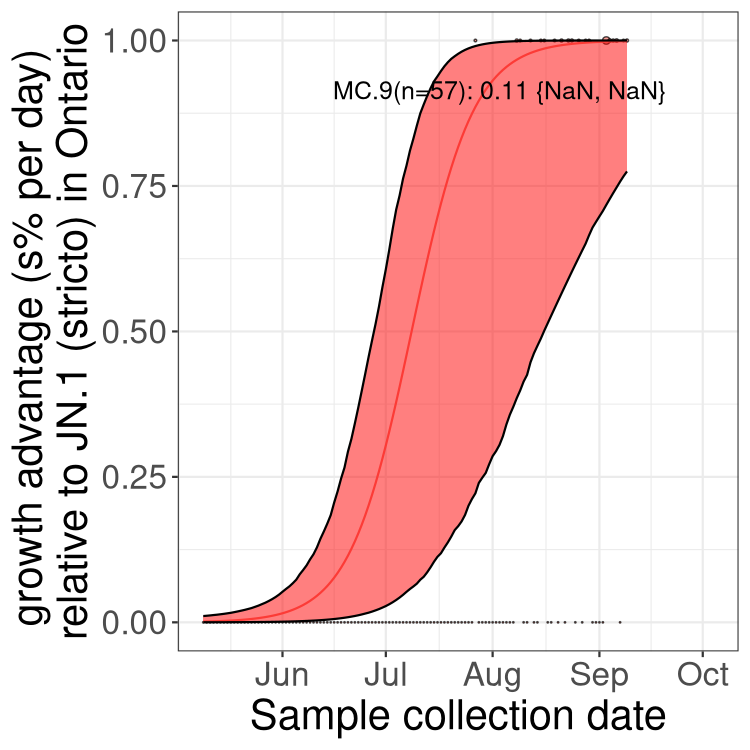 growth advantage (s% per day)
relative to JN.1 (stricto) in Ontario
1.00
0.75
0.50
0.25
0.00
MC.9(n=57): 0.11 {NaN, NaN}
Jun Jul Aug Sep Oct
Sample collection date